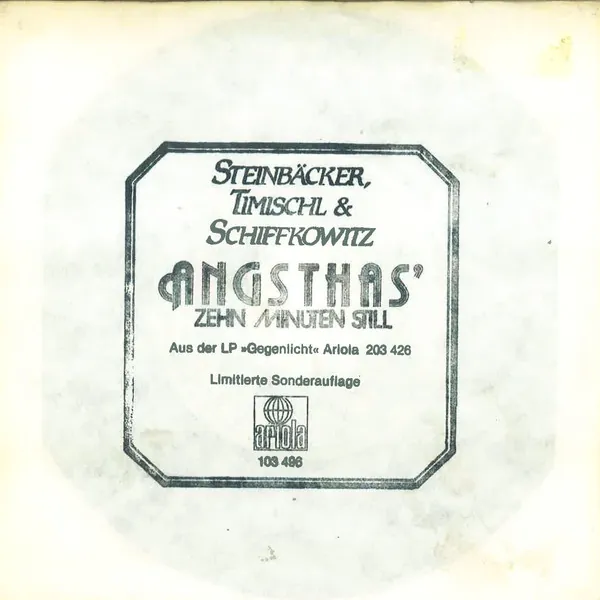 STEINBÄCKER,
TIMISCHL &
SCHIFFKOWITZ
ANGSTHAS'
ZEHN MINUTEN STILL
Aus der LP »Gegenlicht« Ariola 203 426
Limitierte Sonderauflage
ariola
103 496